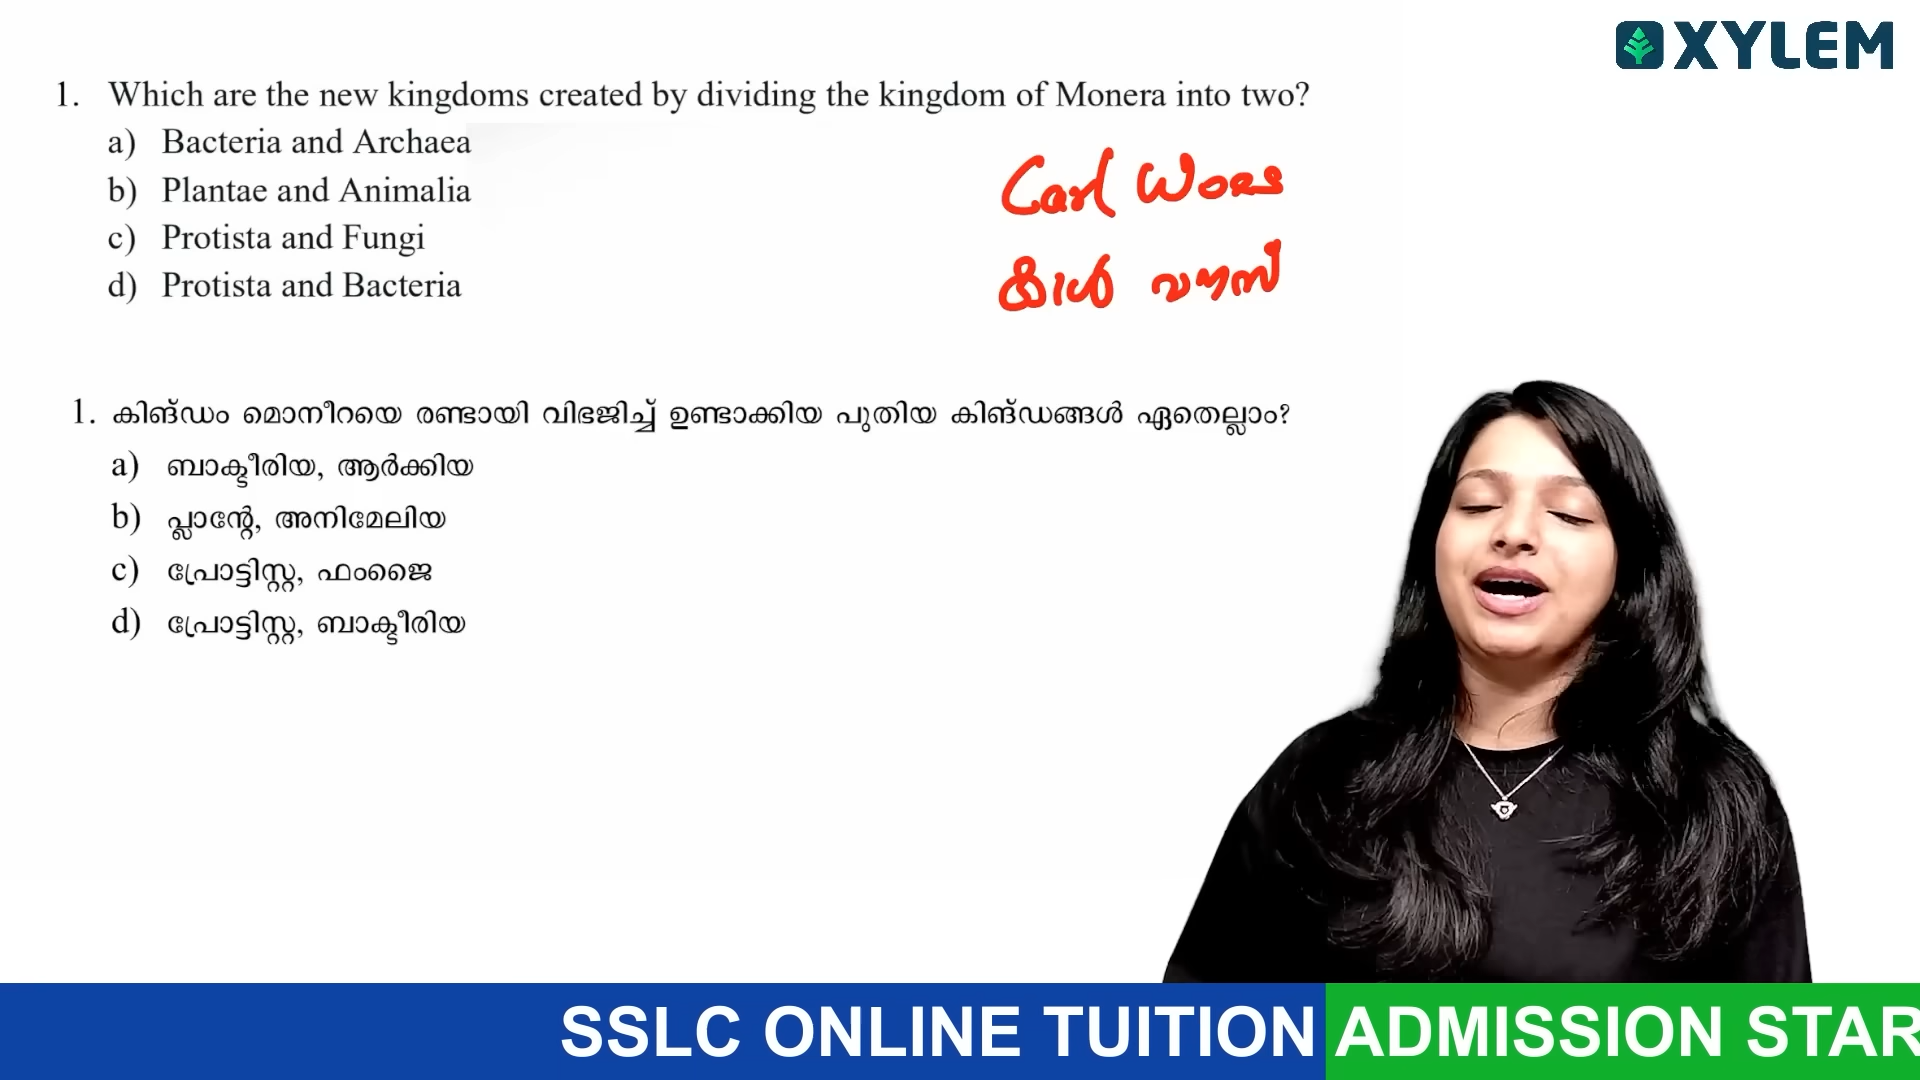 XYLEM
1. Which are the new kingdoms created by dividing the kingdom of Monera into two?
a) Bacteria and Archaea
b) Plantae and Animalia
c) Protista and Fungi
d) Protista and Bacteria
Carl Woes
കാൾ വൗസ്
1. കിങ്ഡം മൊനീറയെ രണ്ടായി വിഭജിച്ച് ഉണ്ടാക്കിയ പുതിയ കിങ്ഡങ്ങൾ ഏതെല്ലാം?
a) ബാക്ടീരിയ, ആർക്കിയ
b) പ്ലാന്റേ, അനിമേലിയ
c) പ്രോട്ടിസ്റ്റ, ഫംജൈ
d) പ്രോട്ടിസ്റ്റ, ബാക്ടീരിയ
SSLC ONLINE TUITION ADMISSION STAR